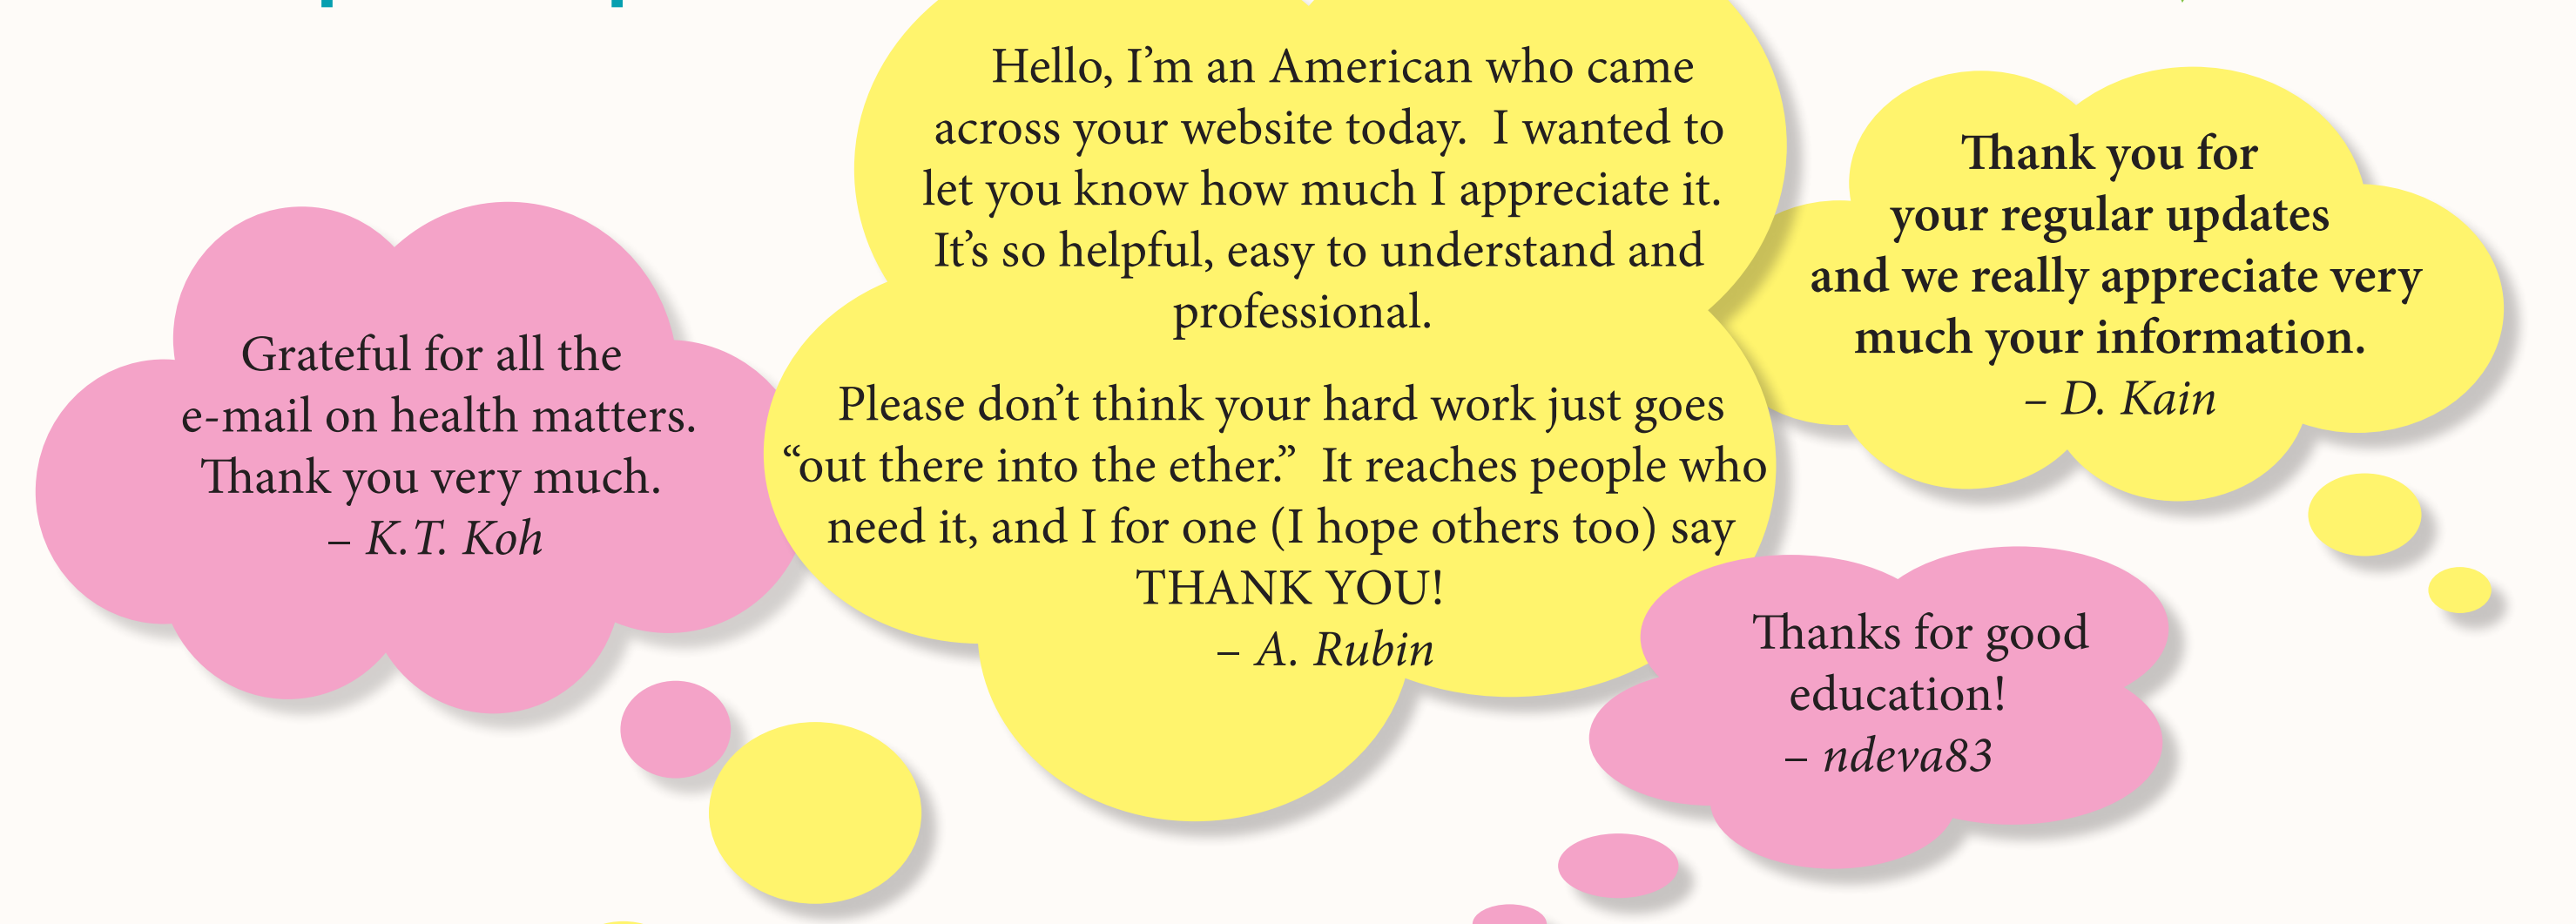 Grateful for all the
e-mail on health matters.
Thank you very much.
– K.T. Koh
Hello, I’m an American who came
across your website today.  I wanted to
let you know how much I appreciate it.
It’s so helpful, easy to understand and
professional.
Please don’t think your hard work just goes
“out there into the ether.”  It reaches people who
need it, and I for one (I hope others too) say
THANK YOU!
– A. Rubin
Thank you for
your regular updates
and we really appreciate very
much your information.
– D. Kain
Thanks for good
education!
– ndeva83